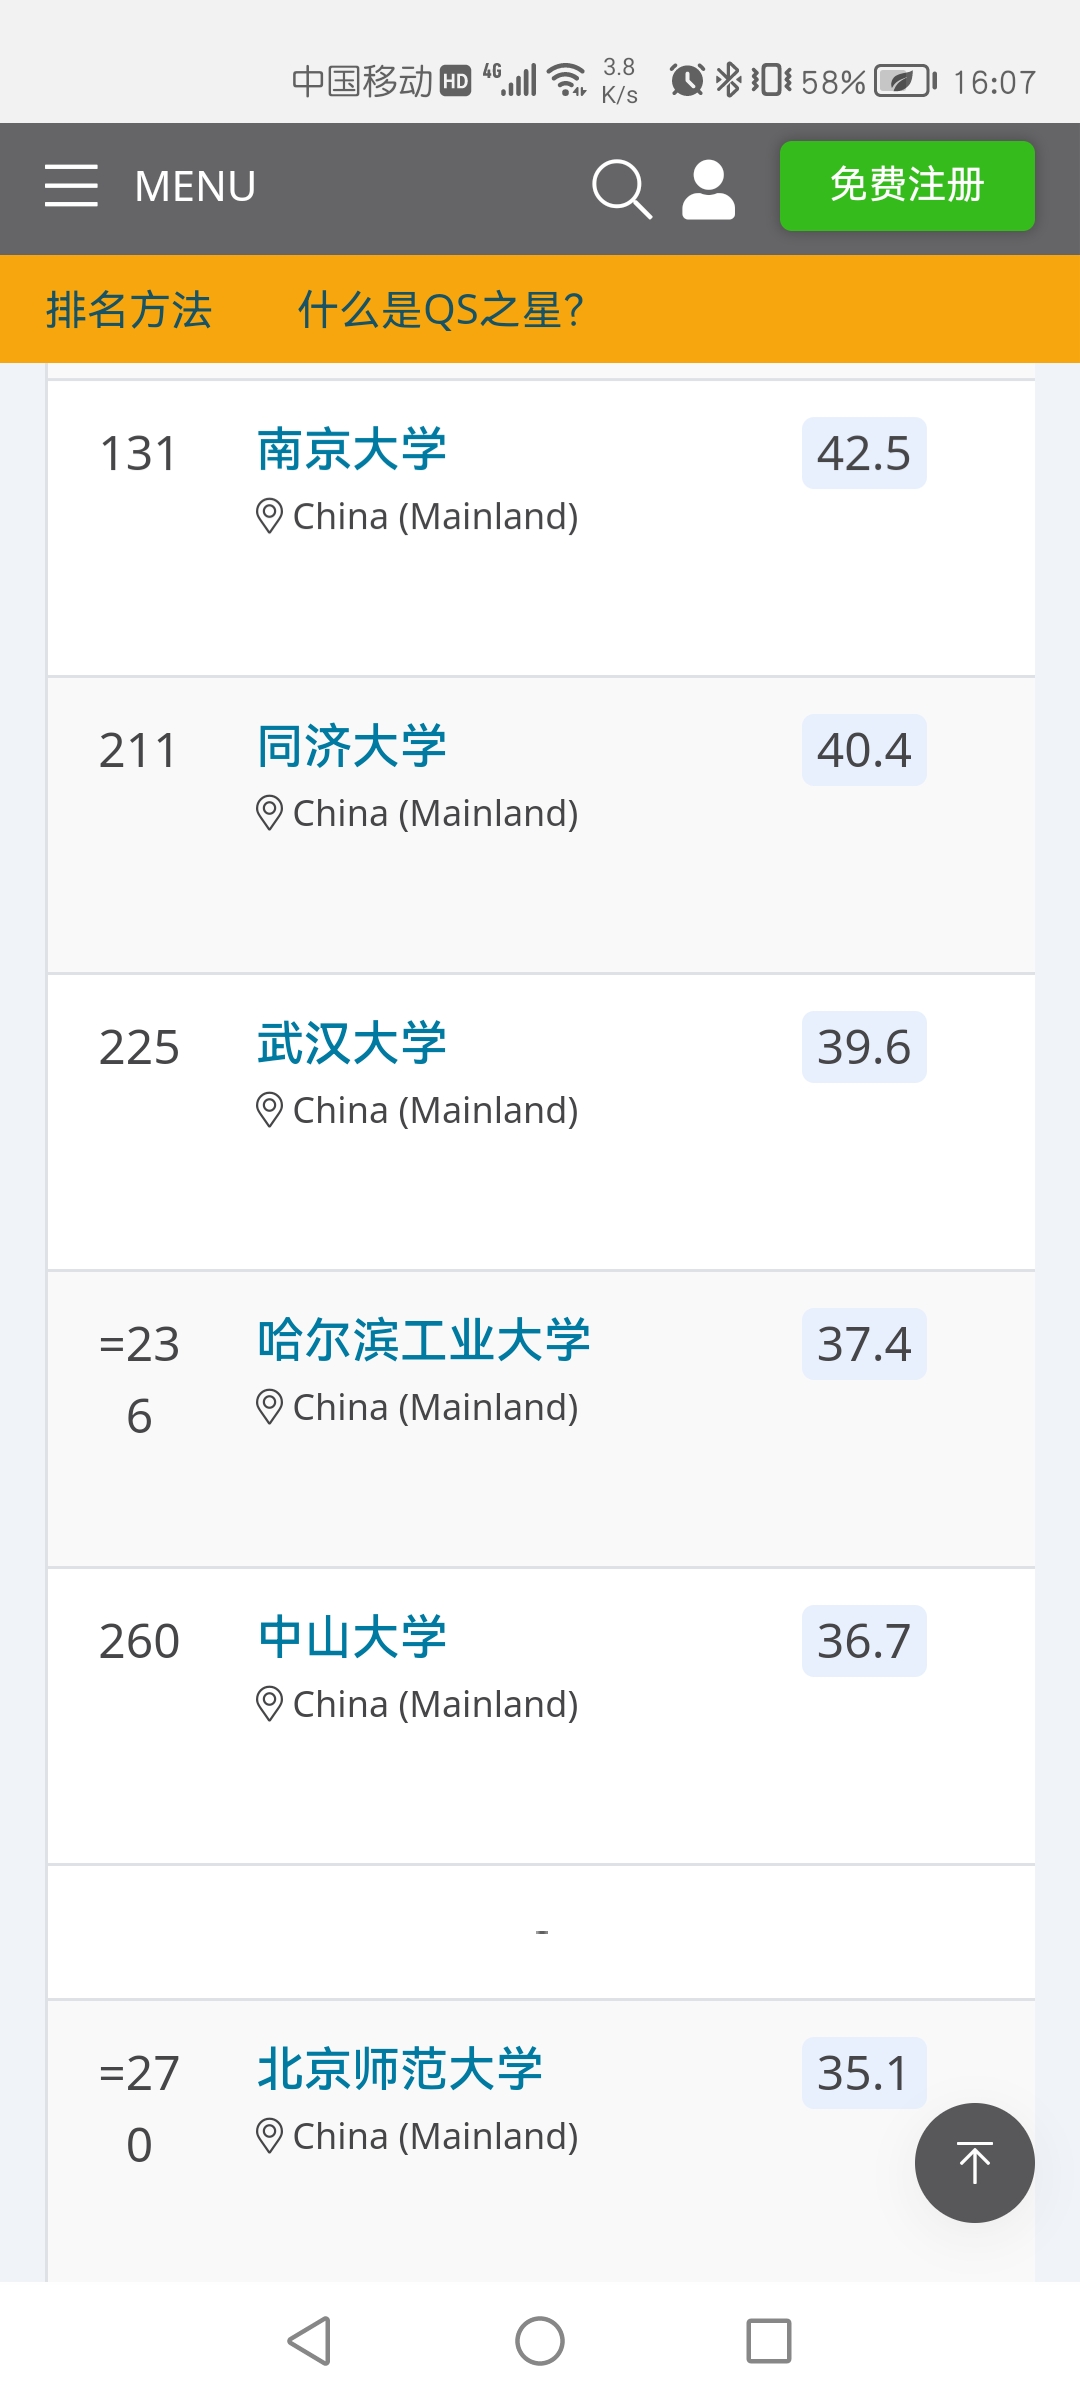 中国移动 HD 4G 3.8 K/s 58% 16:07
MENU 免费注册
排名方法 什么是QS之星?
131 南京大学 42.5
China (Mainland)
211 同济大学 40.4
China (Mainland)
225 武汉大学 39.6
China (Mainland)
=23 哈尔滨工业大学 37.4
6 China (Mainland)
260 中山大学 36.7
China (Mainland)
-
=27 北京师范大学 35.1
0 China (Mainland)